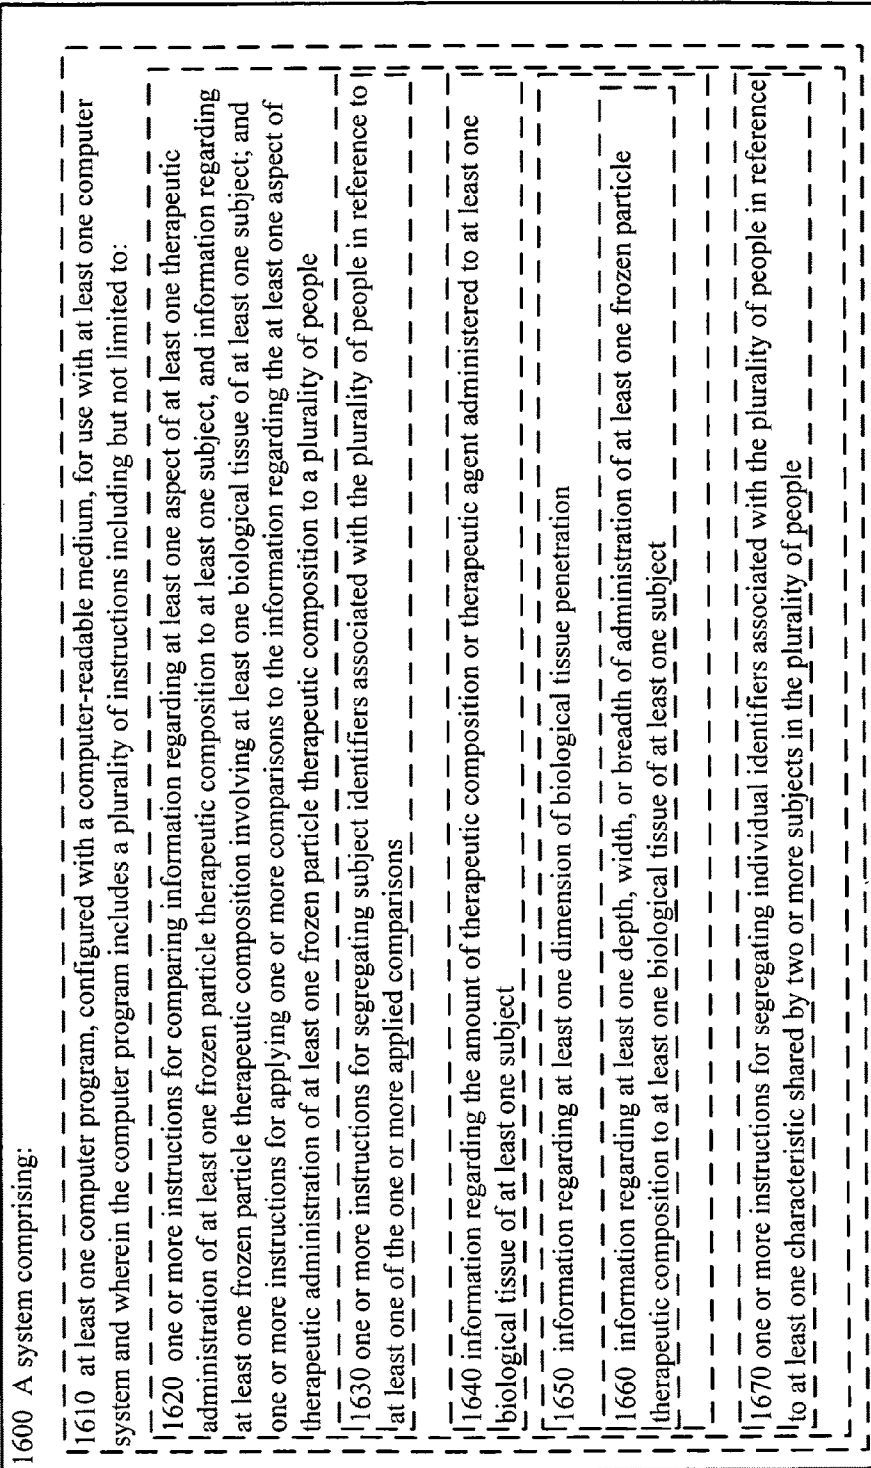 1600 A system comprising:
1610 at least one computer program, configured with a computer-readable medium, for use with at least one computer
system and wherein the computer program includes a plurality of instructions including but not limited to:
1620 one or more instructions for comparing information regarding at least one aspect of at least one therapeutic
administration of at least one frozen particle therapeutic composition to at least one subject, and information regarding
at least one frozen particle therapeutic composition involving at least one biological tissue of at least one subject; and
one or more instructions for applying one or more comparisons to the information regarding the at least one aspect of
therapeutic administration of at least one frozen particle therapeutic composition to a plurality of people
1630 one or more instructions for segregating subject identifiers associated with the plurality of people in reference to
at least one of the one or more applied comparisons
1640 information regarding the amount of therapeutic composition or therapeutic agent administered to at least one
biological tissue of at least one subject
1650 information regarding at least one dimension of biological tissue penetration
1660 information regarding at least one depth, width, or breadth of administration of at least one frozen particle
therapeutic composition to at least one biological tissue of at least one subject
1670 one or more instructions for segregating individual identifiers associated with the plurality of people in reference
to at least one characteristic shared by two or more subjects in the plurality of people